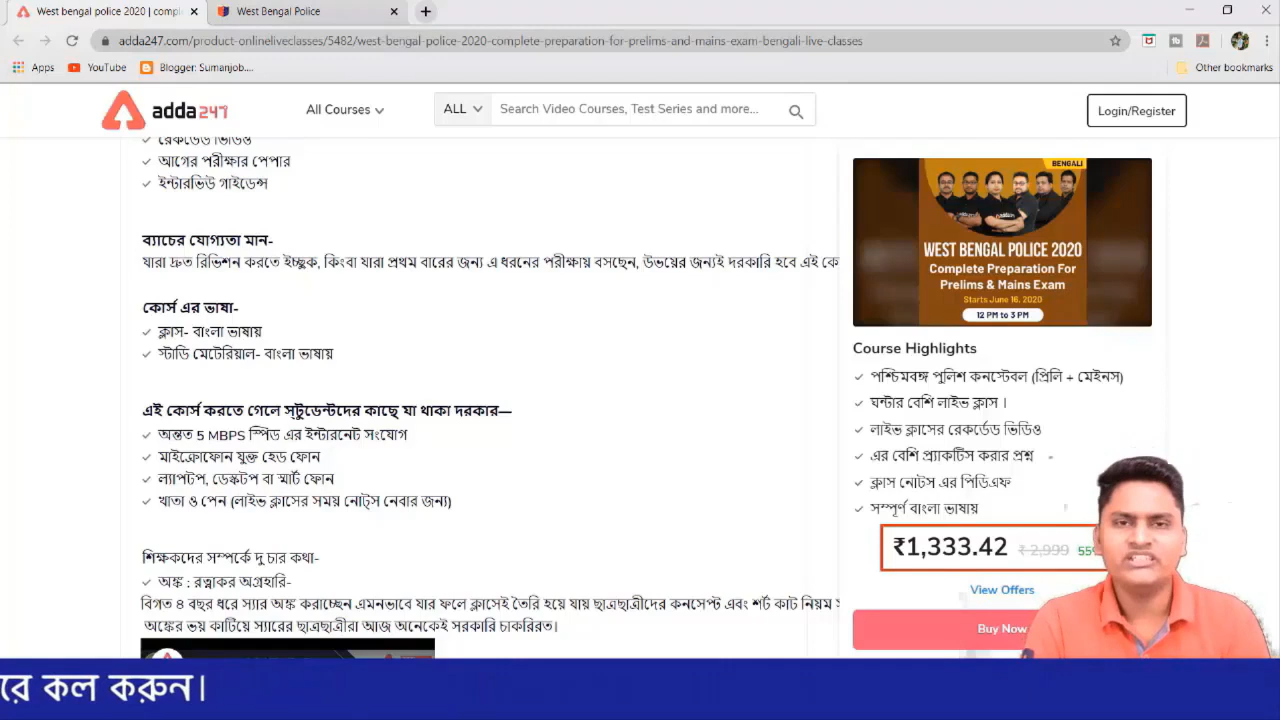 West bengal police 2020 | compl
West Bengal Police
adda247.com/product-onlineliveclasses/5482/west-bengal-police-2020-complete-preparation-for-prelims-and-mains-exam-bengali-live-classes
Apps
YouTube
Blogger: Sumanjob....
Other bookmarks
adda247
All Courses
ALL
Search Video Courses, Test Series and more...
Login/Register
রেকর্ডেড ভিডিও
আগের পরীক্ষার পেপার
ইন্টারভিউ গাইডেন্স
ব্যাচের যোগ্যতা মান-
যারা দ্রুত রিভিশন করতে ইচ্ছুক, কিংবা যারা প্রথম বারের জন্য এ ধরনের পরীক্ষায় বসছেন, উভয়ের জন্যই দরকারি হবে এই কো
কোর্স এর ভাষা-
ক্লাস- বাংলা ভাষায়
স্টাডি মেটেরিয়াল- বাংলা ভাষায়
এই কোর্স করতে গেলে স্টুডেন্টদের কাছে যা থাকা দরকার—
অন্তত 5 MBPS স্পিড এর ইন্টারনেট সংযোগ
মাইক্রোফোন যুক্ত হেড ফোন
ল্যাপটপ, ডেস্কটপ বা স্মার্ট ফোন
খাতা ও পেন (লাইভ ক্লাসের সময় নোট্স নেবার জন্য)
শিক্ষকদের সম্পর্কে দু চার কথা-
অঙ্ক : রত্নাকর অগ্রহারি-
বিগত ৪ বছর ধরে স্যার অঙ্ক করাচ্ছেন এমনভাবে যার ফলে ক্লাসেই তৈরি হয়ে যায় ছাত্রছাত্রীদের কনসেপ্ট এবং শর্ট কাট নিয়ম
অঙ্কের ভয় কাটিয়ে স্যারের ছাত্রছাত্রীরা আজ অনেকেই সরকারি চাকরিরত।
BENGALI
WEST BENGAL POLICE 2020
Complete Preparation For
Prelims & Mains Exam
Starts June 16, 2020
12 PM to 3 PM
Course Highlights
পশ্চিমবঙ্গ পুলিশ কনস্টেবল (প্রিলি + মেইনস)
ঘন্টার বেশি লাইভ ক্লাস ।
লাইভ ক্লাসের রেকর্ডেড ভিডিও
এর বেশি প্র্যাকটিস করার প্রশ্ন
ক্লাস নোটস এর পিডিএফ
সম্পূর্ণ বাংলা ভাষায়
₹1,333.42 ₹ 2,999 55%
View Offers
Buy Now
রে কল করুন।